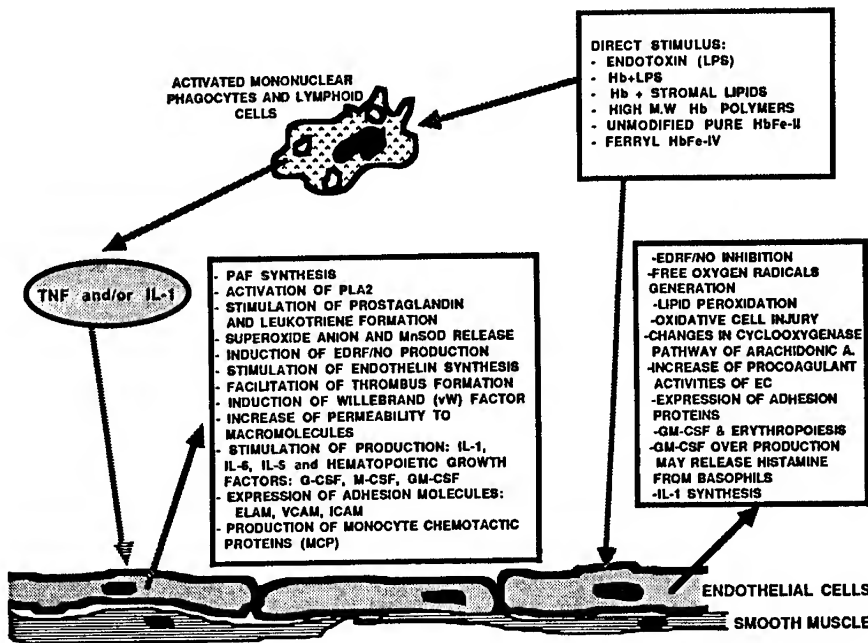 DIRECT STIMULUS:
- ENDOTOXIN (LPS)
- Hb+LPS
- Hb + STROMAL LIPIDS
- HIGH M.W Hb POLYMERS
- UNMODIFIED PURE HbFe-II
- FERRYL HbFe-IV
ACTIVATED MONONUCLEAR
PHAGOCYTES AND LYMPHOID
CELLS
TNF and/or IL-1
- PAF SYNTHESIS
- ACTIVATION OF PLA2
- STIMULATION OF PROSTAGLANDIN
AND LEUKOTRIENE FORMATION
- SUPEROXIDE ANION AND MnSOD RELEASE
- INDUCTION OF EDRF/NO PRODUCTION
- STIMULATION OF ENDOTHELIN SYNTHESIS
- FACILITATION OF THROMBUS FORMATION
- INDUCTION OF WILLEBRAND (vW) FACTOR
- INCREASE OF PERMEABILITY TO
MACROMOLECULES
- STIMULATION OF PRODUCTION: IL-1,
IL-6, IL-5 and HEMATOPOIETIC GROWTH
FACTORS: G-CSF, M-CSF, GM-CSF
- EXPRESSION OF ADHESION MOLECULES:
ELAM, VCAM, ICAM
- PRODUCTION OF MONOCYTE CHEMOTACTIC
PROTEINS (MCP)
-EDRF/NO INHIBITION
-FREE OXYGEN RADICALS
GENERATION
-LIPID PEROXIDATION
-OXIDATIVE CELL INJURY
-CHANGES IN CYCLOOXYGENASE
PATHWAY OF ARACHIDONIC A.
-INCREASE OF PROCOAGULANT
ACTIVITIES OF EC
-EXPRESSION OF ADHESION
PROTEINS
-GM-CSF & ERYTHROPOIESIS
-GM-CSF OVER PRODUCTION
MAY RELEASE HISTAMINE
FROM BASOPHILS
-IL-1 SYNTHESIS
ENDOTHELIAL CELLS
SMOOTH MUSCLE